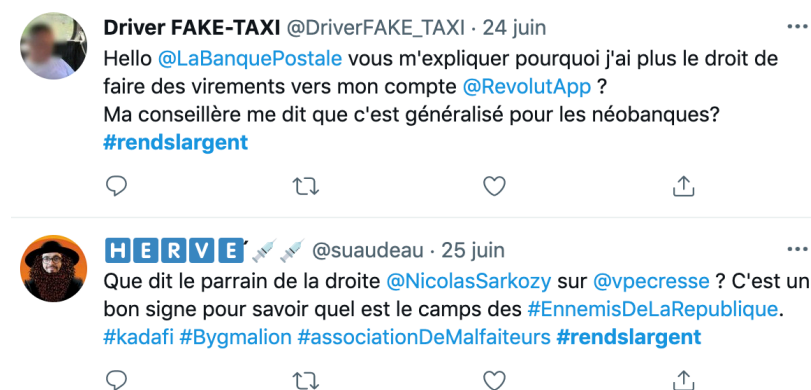 Driver FAKE-TAXI @DriverFAKE_TAXI · 24 juin
Hello @LaBanquePostale vous m'expliquer pourquoi j'ai plus le droit de
faire des virements vers mon compte @RevolutApp ?
Ma conseillère me dit que c'est généralisé pour les néobanques?
#rendslargent
HERVE´ 💉 💉 @suaudeau · 25 juin
Que dit le parrain de la droite @NicolasSarkozy sur @vpecresse ? C'est un
bon signe pour savoir quel est le camps des #EnnemisDeLaRepublique.
#kadafi #Bygmalion #associationDeMalfaiteurs #rendslargent